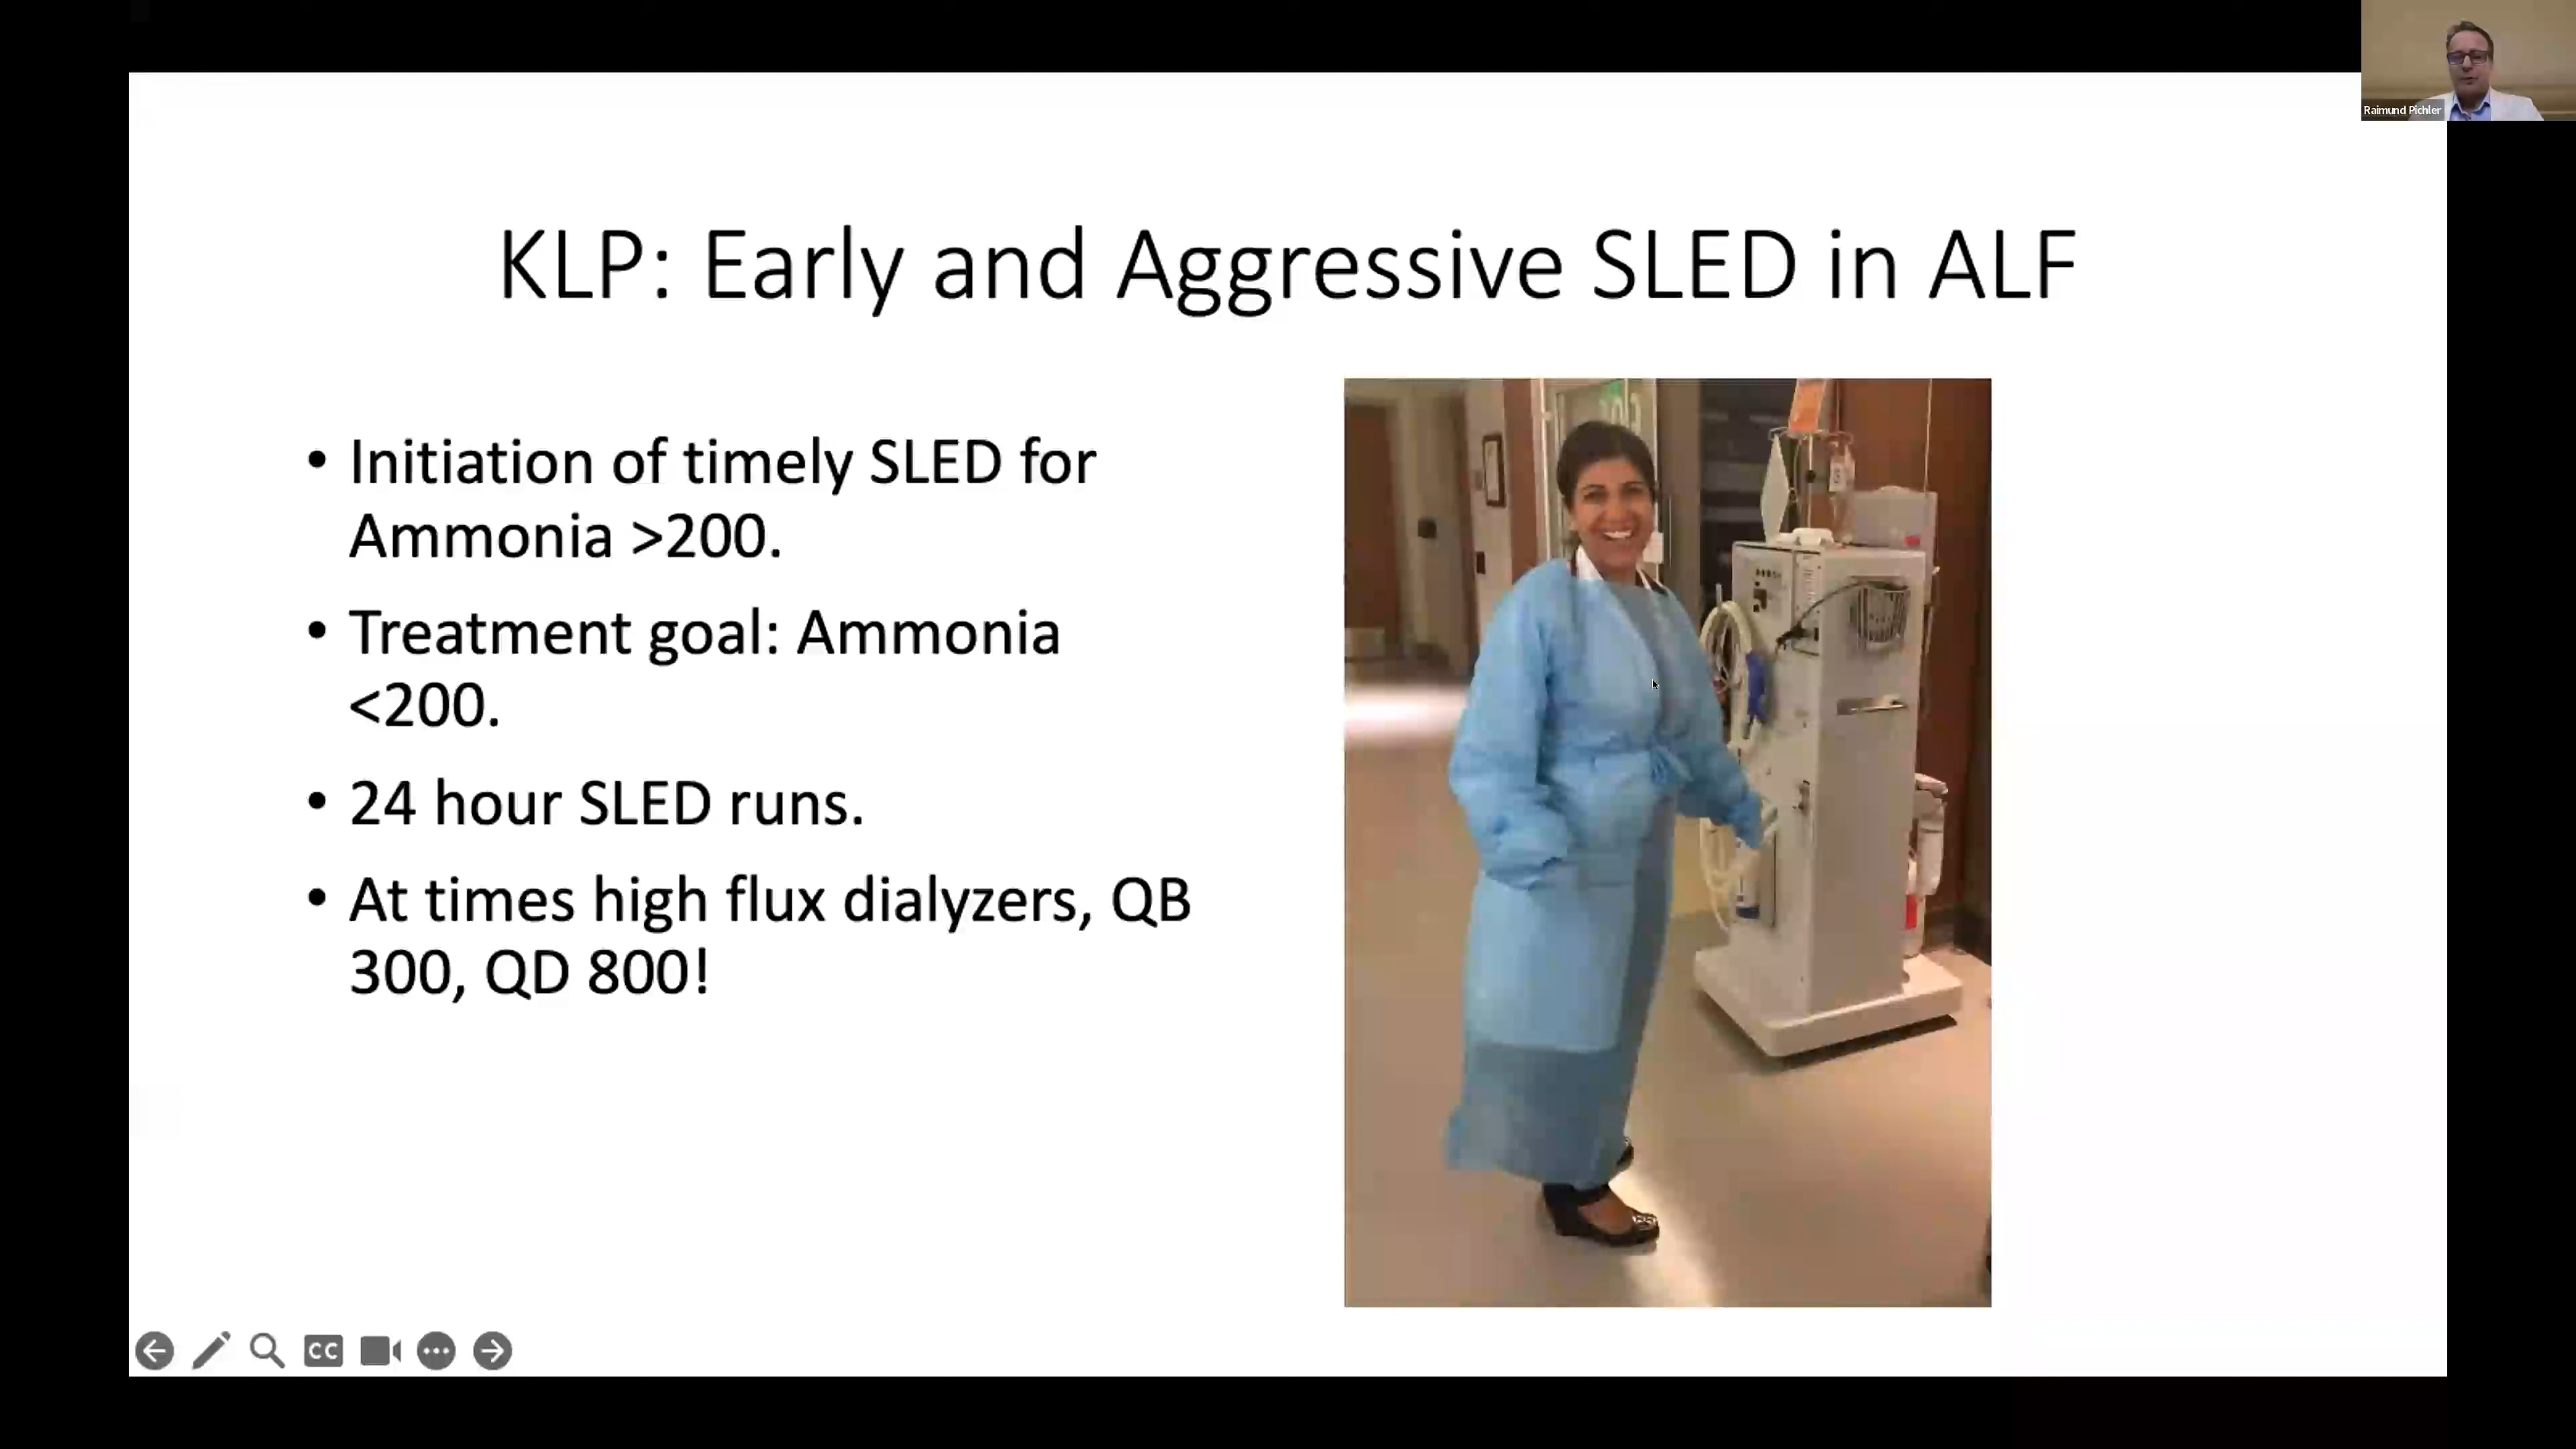 Raimund Pichler
KLP: Early and Aggressive SLED in ALF
• Initiation of timely SLED for
Ammonia >200.
• Treatment goal: Ammonia
<200.
• 24 hour SLED runs.
• At times high flux dialyzers, QB
300, QD 800!
CC